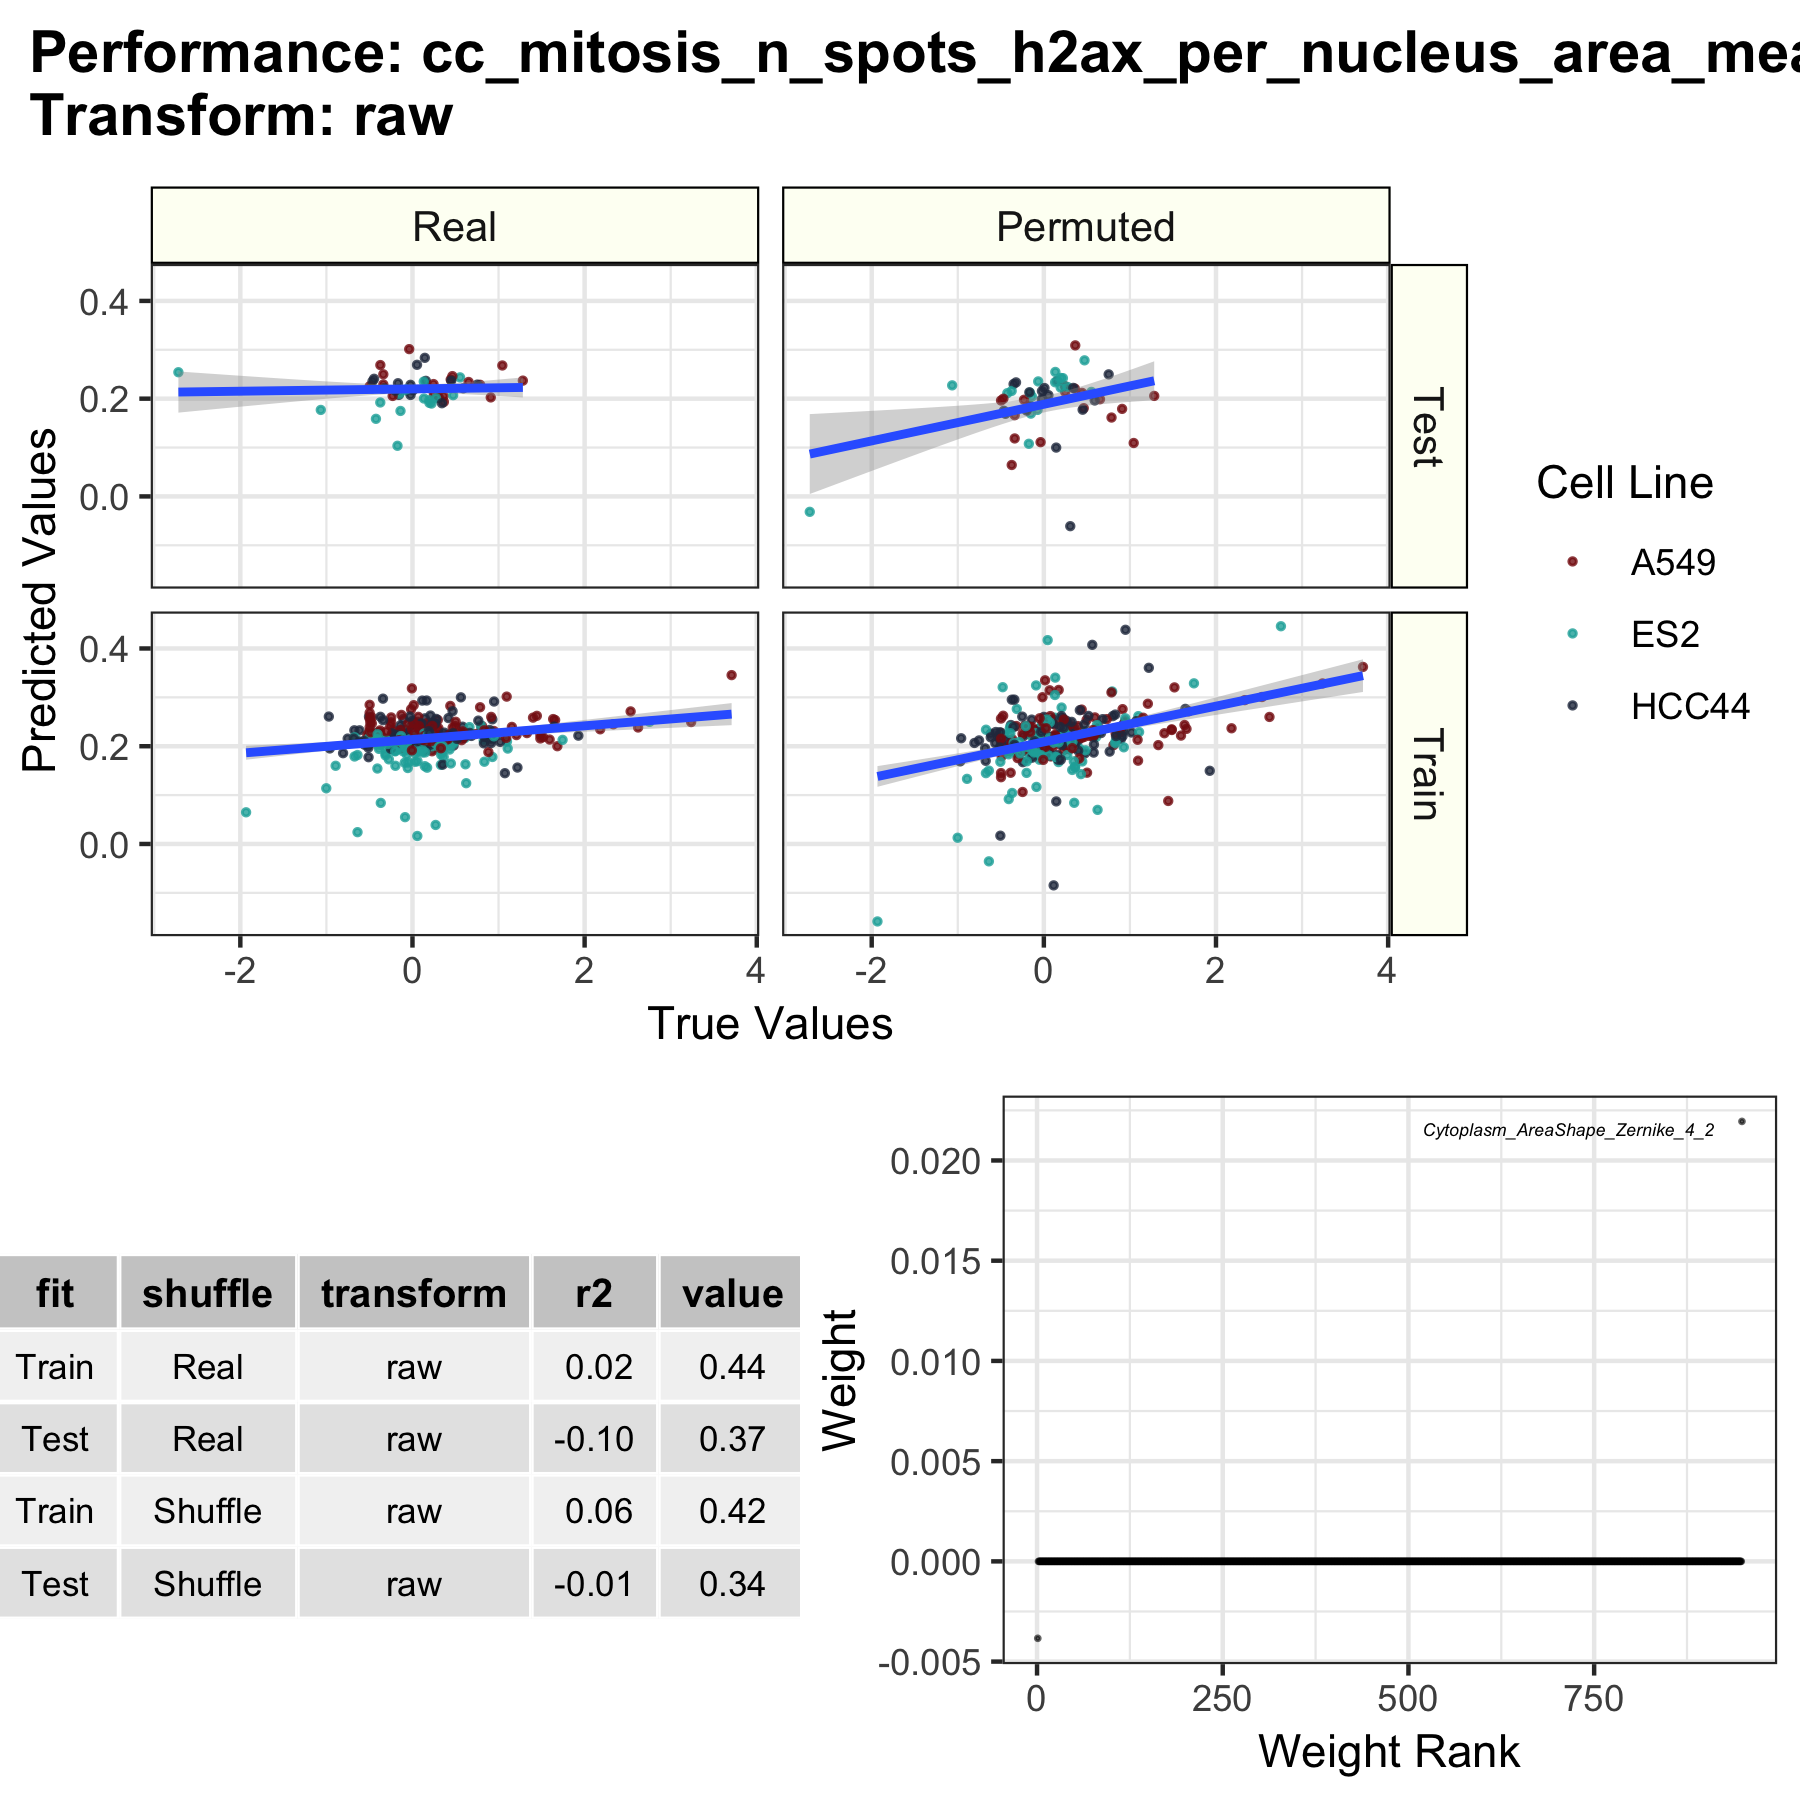 Performance: cc_mitosis_n_spots_h2ax_per_nucleus_area_mea
Transform: raw
Real
Permuted
0.4
0.2
0.0
Test
0.4
0.2
0.0
Train
Predicted Values
-2
0
2
4
-2
0
2
4
True Values
Cell Line
A549
ES2
HCC44
fit shuffle transform r2 value
Train Real raw 0.02 0.44
Test Real raw -0.10 0.37
Train Shuffle raw 0.06 0.42
Test Shuffle raw -0.01 0.34
Cytoplasm_AreaShape_Zernike_4_2
0.020
0.015
0.010
0.005
0.000
-0.005
Weight
0
250
500
750
Weight Rank